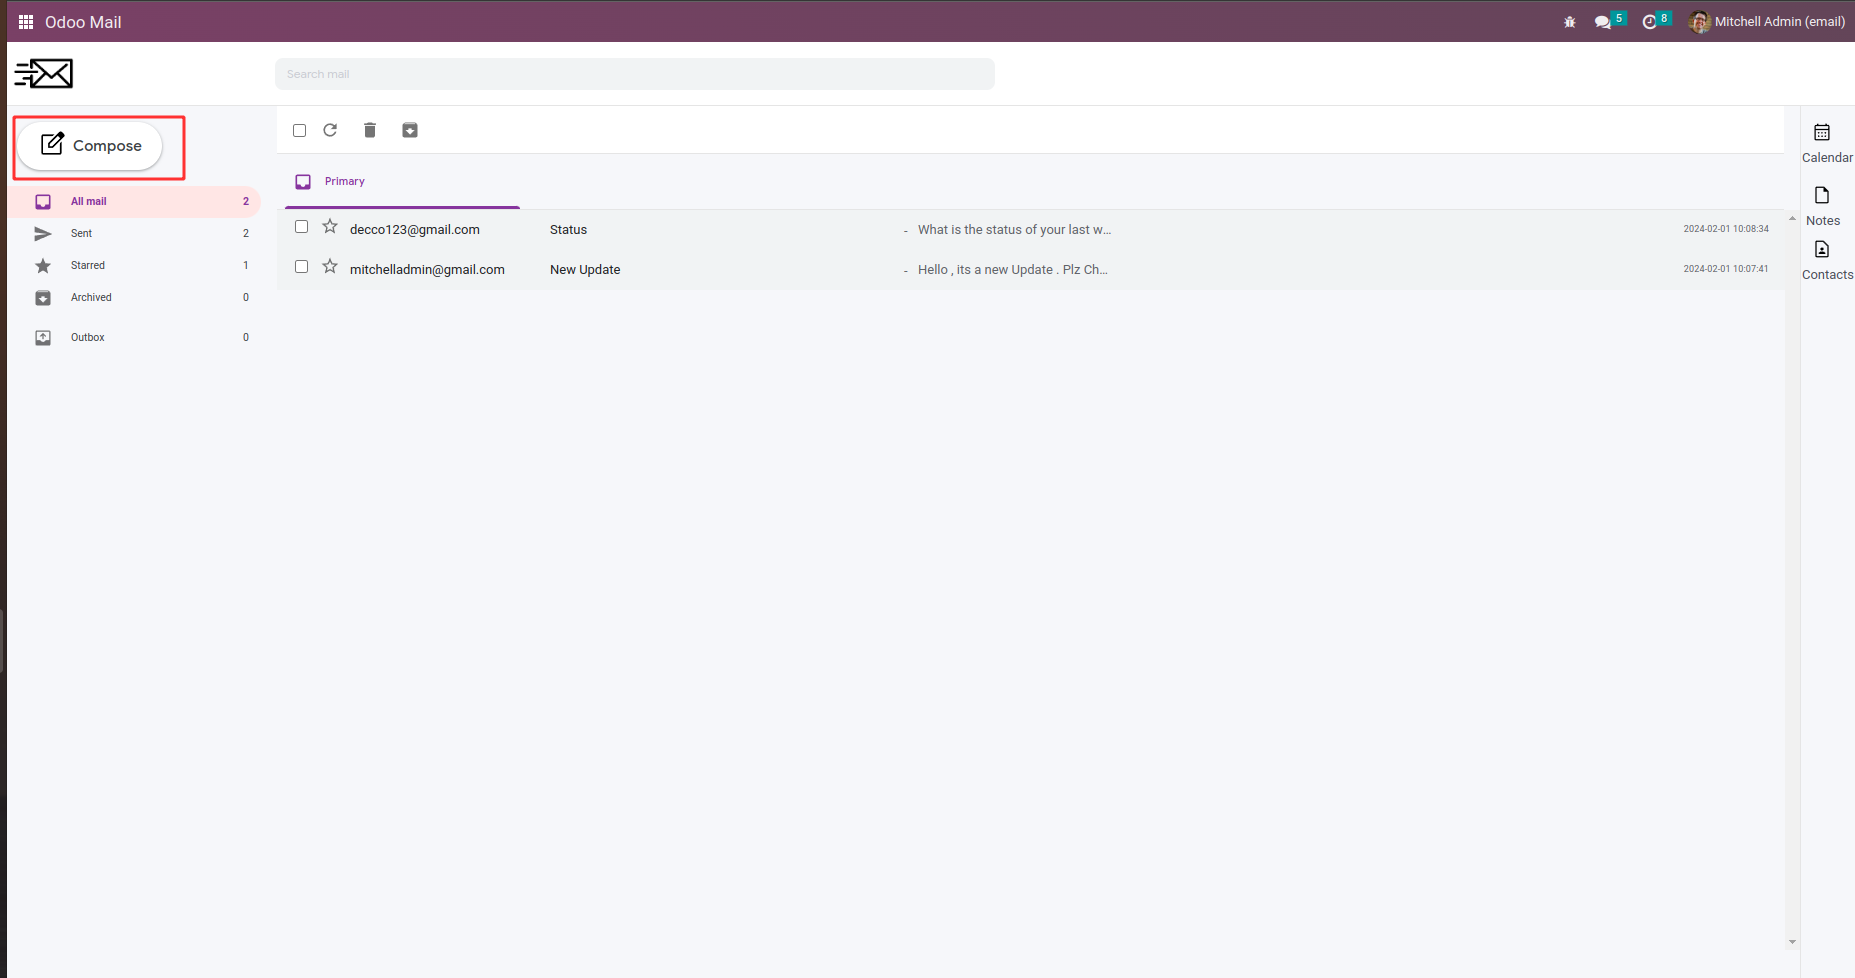 Odoo Mail
5
8
Mitchell Admin (email)
Search mail
Compose
All mail 2
Sent 2
Starred 1
Archived 0
Outbox 0
Primary
decco123@gmail.com Status - What is the status of your last w... 2024-02-01 10:08:34
mitchelladmin@gmail.com New Update - Hello , its a new Update . Plz Ch... 2024-02-01 10:07:41
Calendar
Notes
Contacts